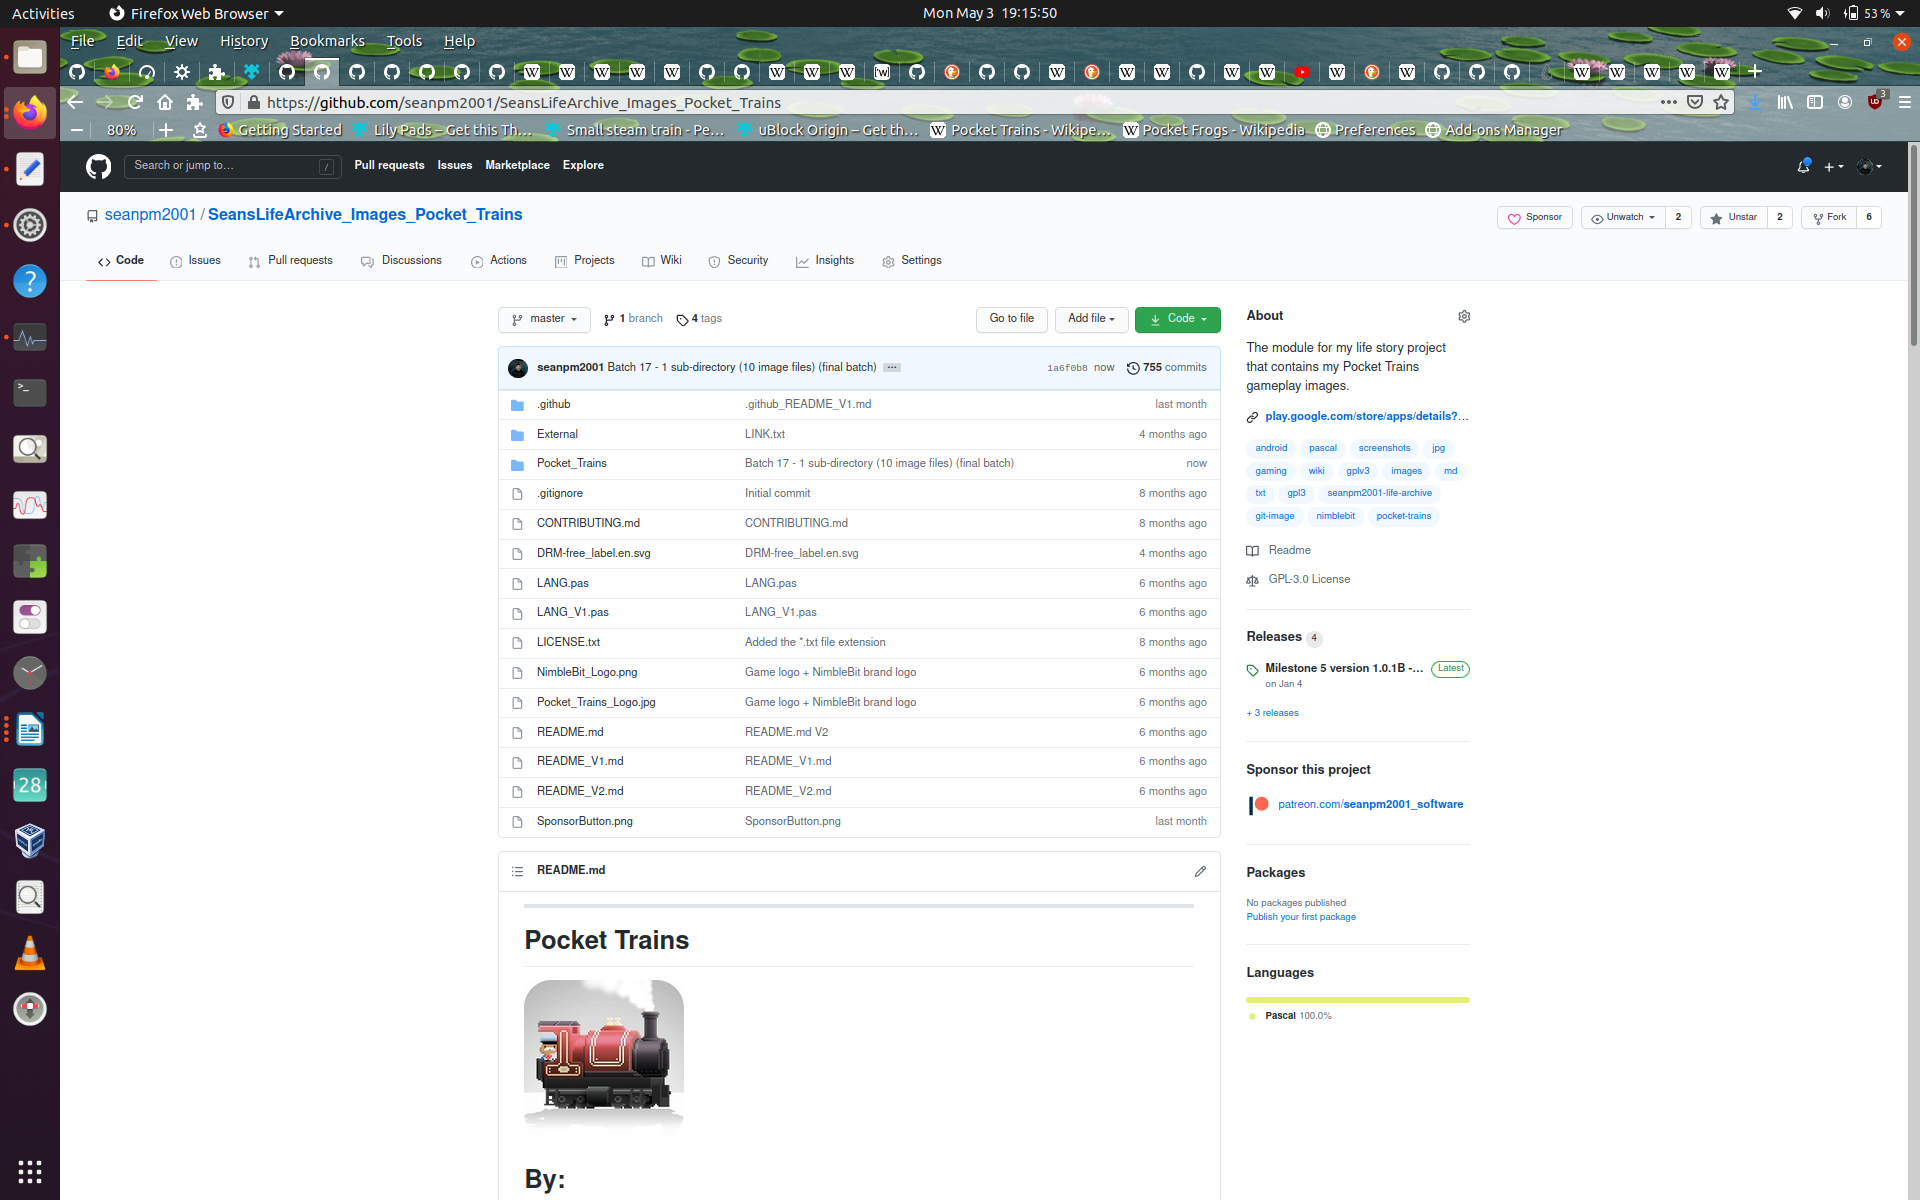 Activities Firefox Web Browser Mon May 3 19:15:50 53 %
File Edit View History Bookmarks Tools Help
https://github.com/seanpm2001/SeansLifeArchive_Images_Pocket_Trains 3
80% Getting Started Lily Pads – Get this Th… Small steam train - Pe… uBlock Origin – Get th… Pocket Trains - Wikipe… Pocket Frogs - Wikipedia Preferences Add-ons Manager
Search or jump to… / Pull requests Issues Marketplace Explore
seanpm2001 / SeansLifeArchive_Images_Pocket_Trains Sponsor Unwatch 2 Unstar 2 Fork 6
Code Issues Pull requests Discussions Actions Projects Wiki Security Insights Settings
master 1 branch 4 tags Go to file Add file Code
seanpm2001 Batch 17 - 1 sub-directory (10 image files) (final batch) ... 1a6f0b8 now 755 commits
.github .github_README_V1.md last month
External LINK.txt 4 months ago
Pocket_Trains Batch 17 - 1 sub-directory (10 image files) (final batch) now
.gitignore Initial commit 8 months ago
CONTRIBUTING.md CONTRIBUTING.md 8 months ago
DRM-free_label.en.svg DRM-free_label.en.svg 4 months ago
LANG.pas LANG.pas 6 months ago
LANG_V1.pas LANG_V1.pas 6 months ago
LICENSE.txt Added the *.txt file extension 8 months ago
NimbleBit_Logo.png Game logo + NimbleBit brand logo 6 months ago
Pocket_Trains_Logo.jpg Game logo + NimbleBit brand logo 6 months ago
README.md README.md V2 6 months ago
README_V1.md README_V1.md 6 months ago
README_V2.md README_V2.md 6 months ago
SponsorButton.png SponsorButton.png last month
README.md
Pocket Trains
By:
About
The module for my life story project
that contains my Pocket Trains
gameplay images.
play.google.com/store/apps/details?…
android pascal screenshots jpg
gaming wiki gplv3 images md
txt gpl3 seanpm2001-life-archive
git-image nimblebit pocket-trains
Readme
GPL-3.0 License
Releases 4
Milestone 5 version 1.0.1B -… Latest
on Jan 4
+ 3 releases
Sponsor this project
patreon.com/seanpm2001_software
Packages
No packages published
Publish your first package
Languages
Pascal 100.0%
28